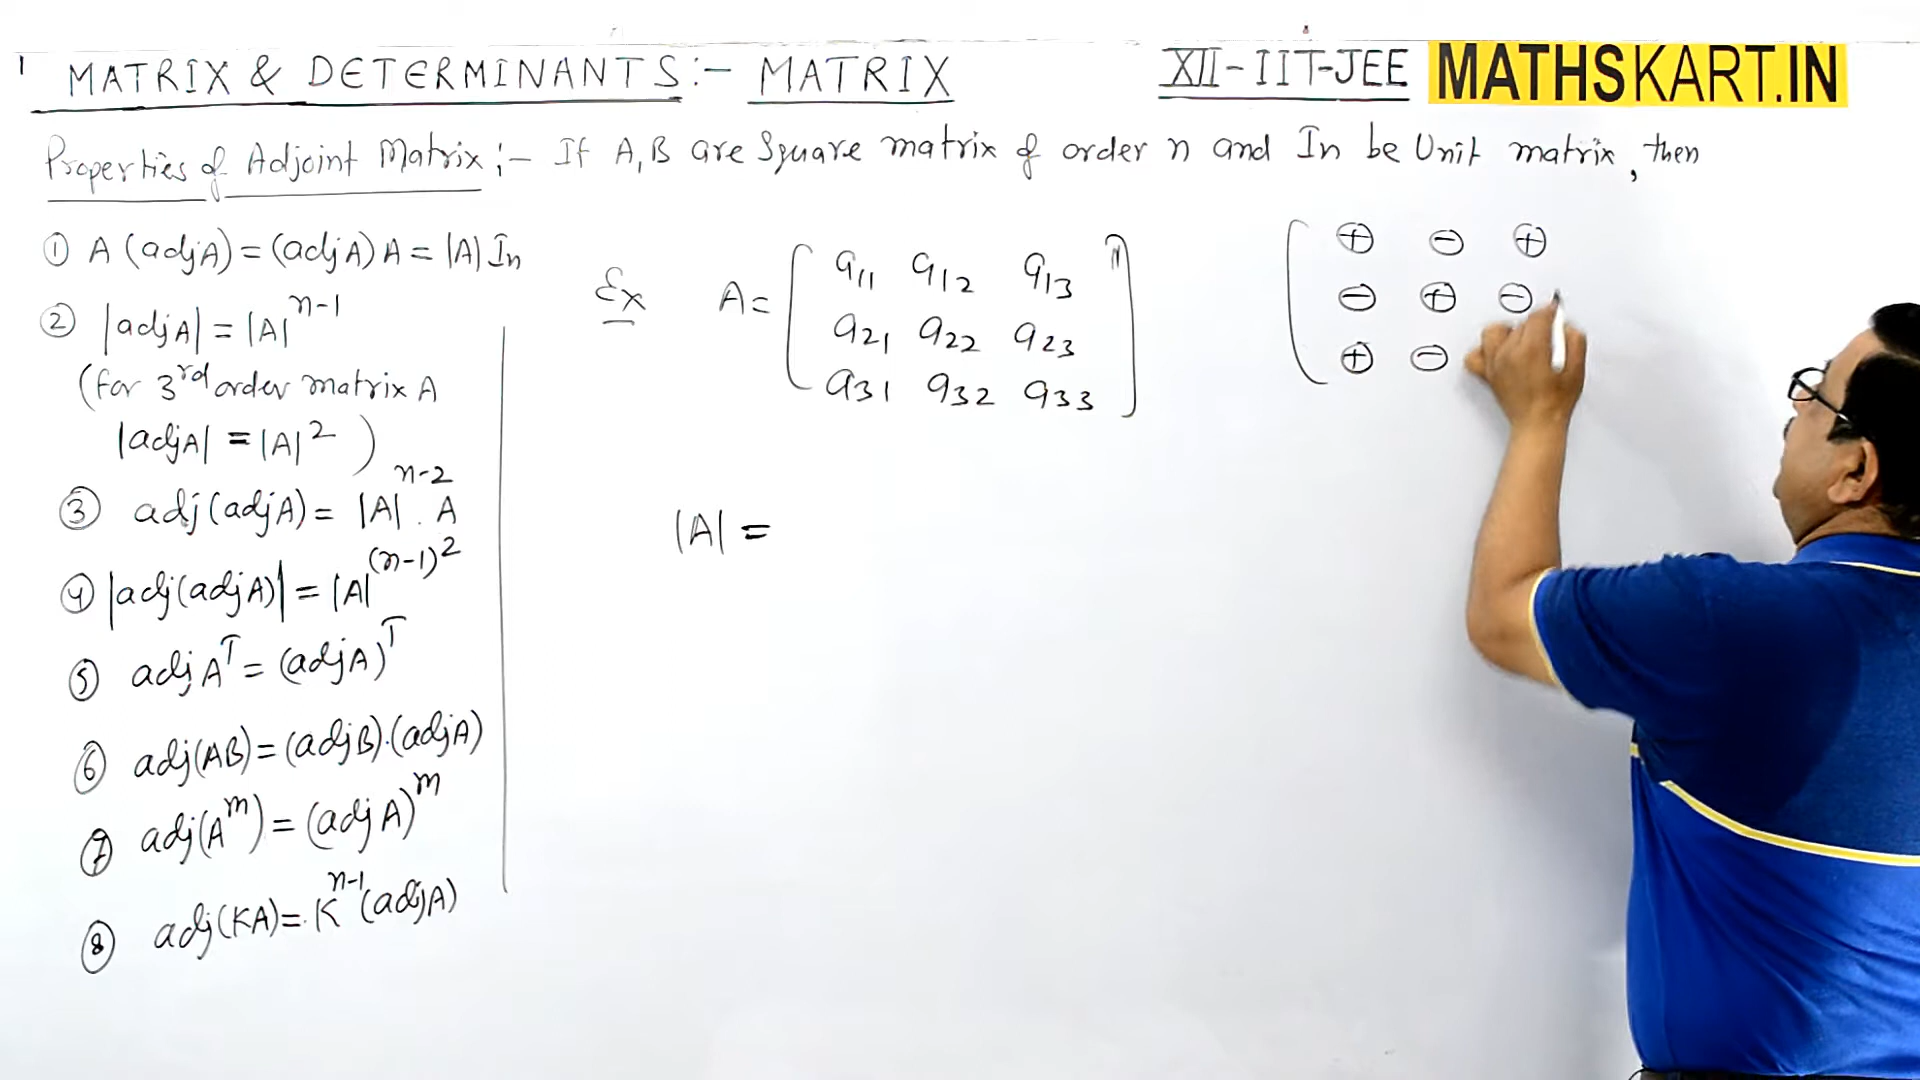 MATRIX & DETERMINANTS:- MATRIX XII-IIT-JEE MATHSKART.IN
Properties of Adjoint Matrix:- If A,B are Square matrix of order n and In be Unit matrix, then
① A(adjA)=(adjA)A=|A|In
② |adjA|=|A|^{n-1}
(for 3^{rd} order matrix A
|adjA|=|A|^2)
③ adj(adjA)=|A|^{n-2}.A
④ |adj(adjA)|=|A|^{(n-1)^2}
⑤ adjA^T=(adjA)^T
⑥ adj(AB)=(adjB).(adjA)
⑦ adj(A^m)=(adjA)^m
⑧ adj(KA)=.K^{n-1}(adjA)
Ex A=
a11 a12 a13
a21 a22 a23
a31 a32 a33
|A|=
⊕ ⊖ ⊕
⊖ ⊕ ⊖
⊕ ⊖